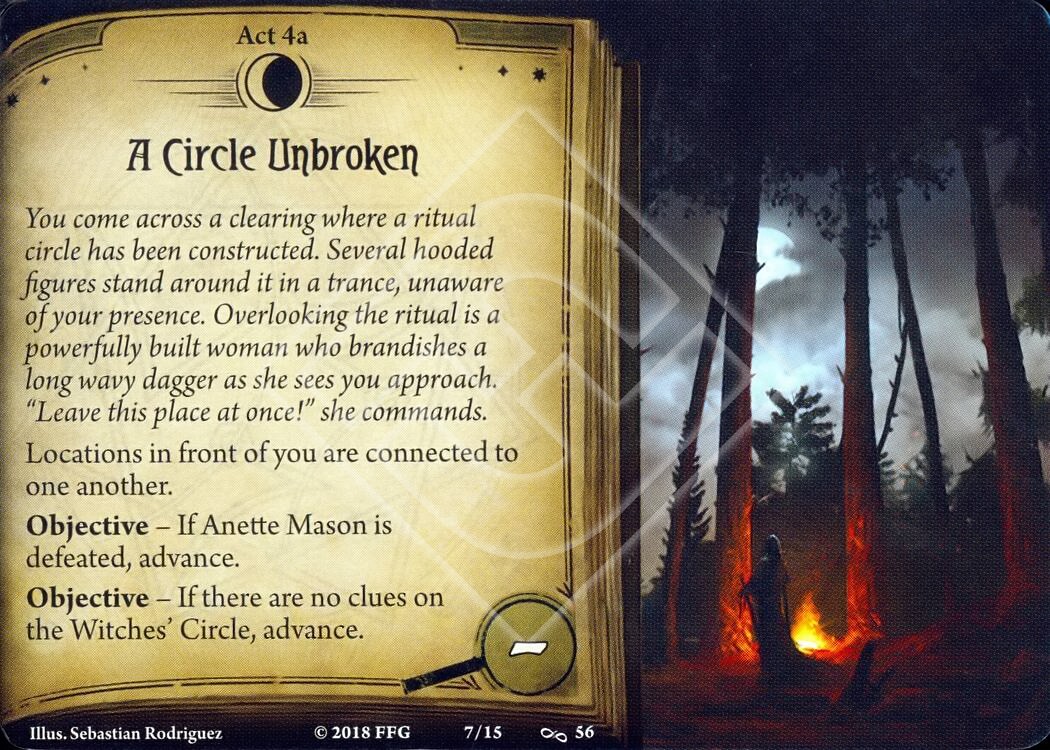 Act 4a
A Circle Unbroken
You come across a clearing where a ritual
circle has been constructed. Several hooded
figures stand around it in a trance, unaware
of your presence. Overlooking the ritual is a
powerfully built woman who brandishes a
long wavy dagger as she sees you approach.
“Leave this place at once!” she commands.
Locations in front of you are connected to
one another.
Objective – If Anette Mason is
defeated, advance.
Objective – If there are no clues on
the Witches’ Circle, advance.
-
Illus. Sebastian Rodriguez
© 2018 FFG
7/15
56